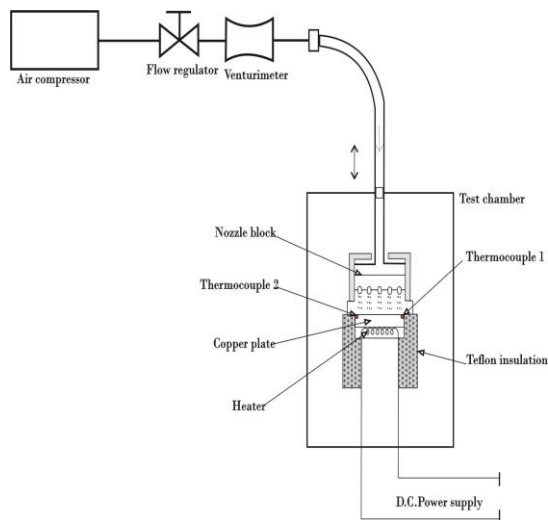 Air compressor
Flow regulator
Venturimeter
Test chamber
Nozzle block
Thermocouple 1
Thermocouple 2
Copper plate
Teflon insulation
Heater
D.C.Power supply